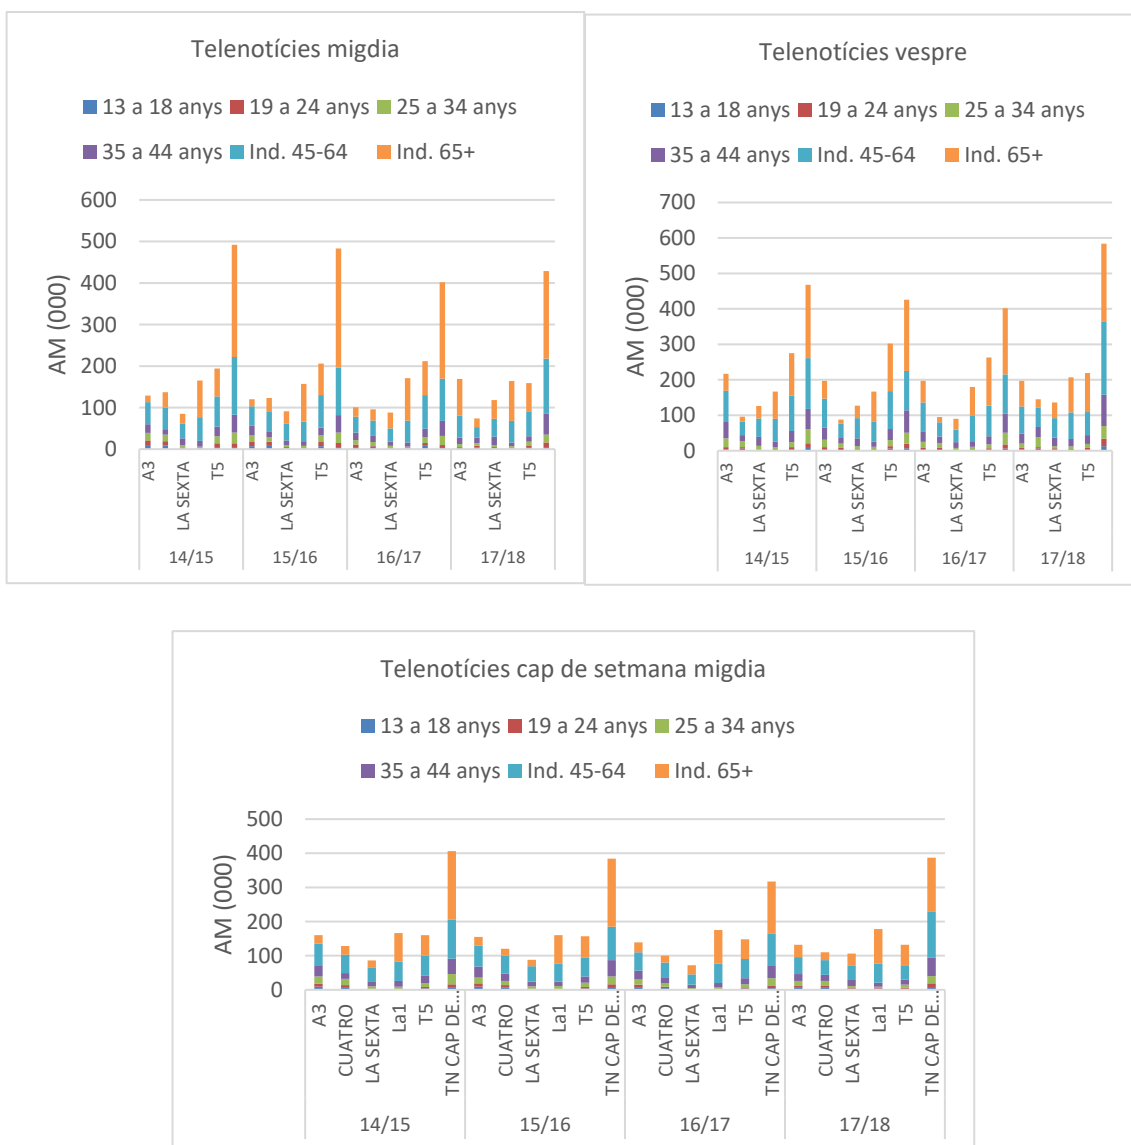 Telenotícies migdia
13 a 18 anys 19 a 24 anys 25 a 34 anys
35 a 44 anys Ind. 45-64 Ind. 65+
600
500
400
300
200
100
0
AM (000)
A3 LA SEXTA T5 A3 LA SEXTA T5 A3 LA SEXTA T5 A3 LA SEXTA T5
14/15 15/16 16/17 17/18
Telenotícies vespre
13 a 18 anys 19 a 24 anys 25 a 34 anys
35 a 44 anys Ind. 45-64 Ind. 65+
700
600
500
400
300
200
100
0
AM (000)
A3 LA SEXTA T5 A3 LA SEXTA T5 A3 LA SEXTA T5 A3 LA SEXTA T5
14/15 15/16 16/17 17/18
Telenotícies cap de setmana migdia
13 a 18 anys 19 a 24 anys 25 a 34 anys
35 a 44 anys Ind. 45-64 Ind. 65+
500
400
300
200
100
0
AM (000)
A3 CUATRO LA SEXTA La1 T5 TN CAP DE… A3 CUATRO LA SEXTA La1 T5 TN CAP DE… A3 CUATRO LA SEXTA La1 T5 TN CAP DE… A3 CUATRO LA SEXTA La1 T5 TN CAP DE…
14/15 15/16 16/17 17/18